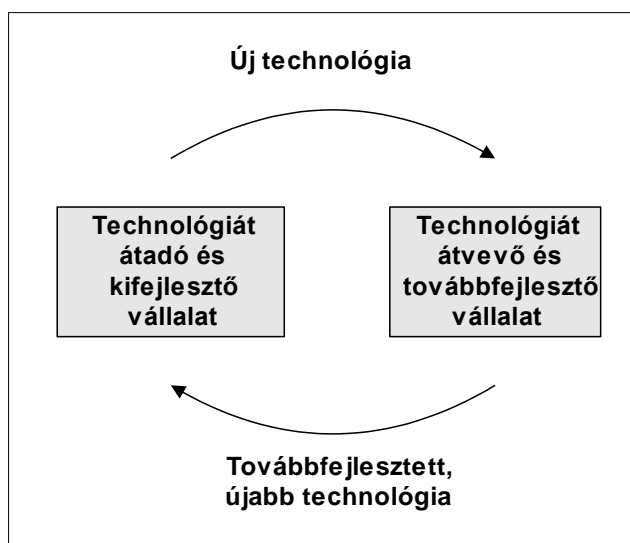 Új technológia
Technológiát
átadó és
kifejlesztő
vállalat
Technológiát
átvevő és
továbbfejlesztő
vállalat
Továbbfejlesztett,
újabb technológia